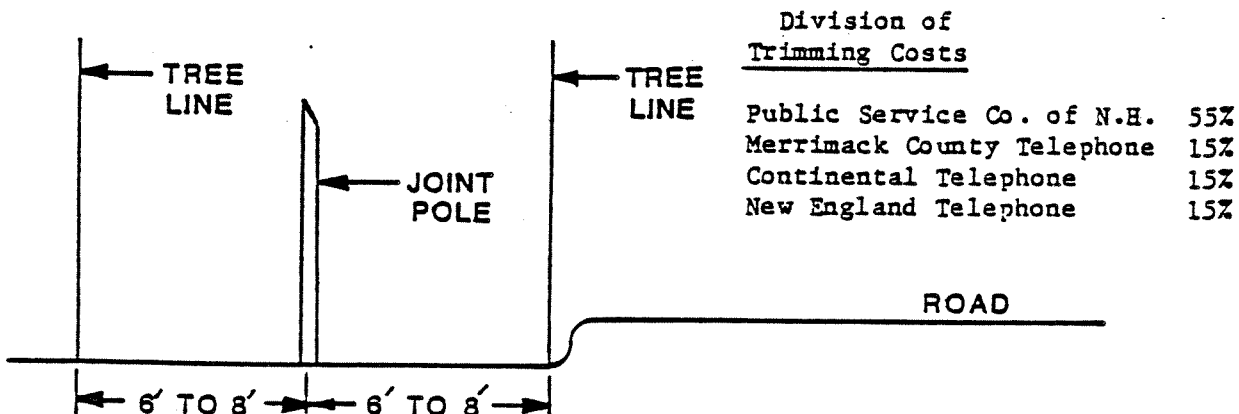 Division of
Trimming Costs
TREE
LINE
TREE
LINE
Public Service Co. of N.H. 55%
Merrimack County Telephone 15%
Continental Telephone 15%
New England Telephone 15%
JOINT
POLE
ROAD
6' TO 8' 6' TO 8'